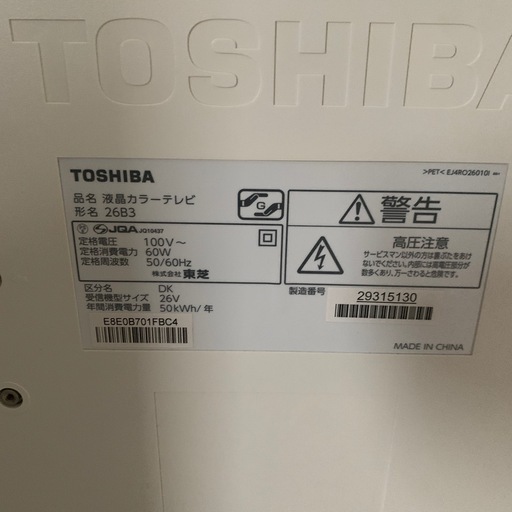 TOSHIBA
>PET< EJ4RO26010I
TOSHIBA
品名 液晶カラーテレビ
形名 26B3
JQA JQ10437
定格電圧 100V～
定格消費電力 60W
定格周波数 50/60Hz
株式会社 東芝
区分名 DK
受信機型サイズ 26V
年間消費電力量 50kWh/年
E8E0B701FBC4
G
警告
高圧注意
サービスマン以外の方は裏ぶたをあけ
ないでください。内部には高電圧部分が
数多くあり、万一さわると危険です。
製造番号 29315130
MADE IN CHINA